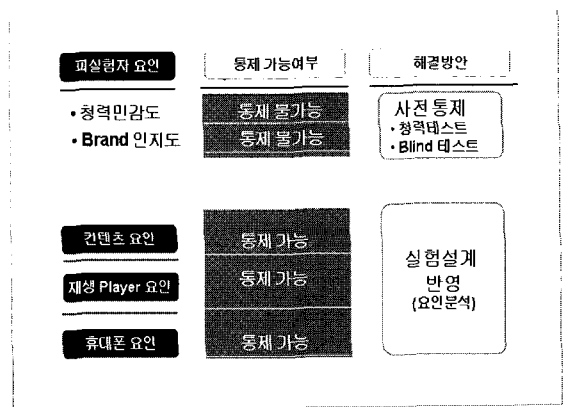 피실험자 요인
통제 가능여부
해결방안
• 청력민감도
• Brand 인지도
통제 불가능
통제 불가능
사전통제
• 청력테스트
• Blind 테스트
컨텐츠 요인
재생 Player 요인
휴대폰 요인
통제 가능
통제 가능
통제 가능
실험설계
반영
(요인분석)